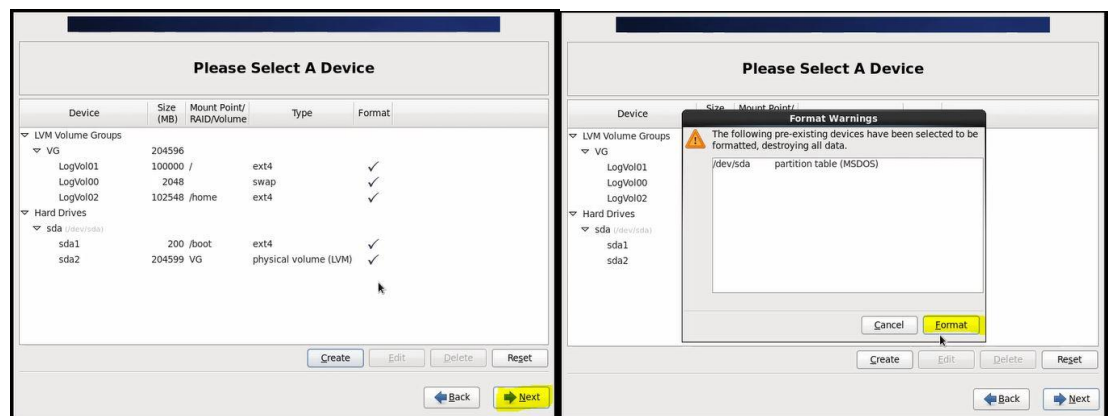 Please Select A Device
Device Size (MB) Mount Point/ RAID/Volume Type Format
LVM Volume Groups
VG 204596
LogVol01 100000 / ext4
LogVol00 2048 swap
LogVol02 102548 /home ext4
Hard Drives
sda (/dev/sda)
sda1 200 /boot ext4
sda2 204599 VG physical volume (LVM)
Create Edit Delete Reset
Back Next
Please Select A Device
Device Size Mount Point/
Format Warnings
The following pre-existing devices have been selected to be
formatted, destroying all data.
/dev/sda partition table (MSDOS)
Cancel Format
LVM Volume Groups
VG
LogVol01
LogVol00
LogVol02
Hard Drives
sda (/dev/sda)
sda1
sda2
Create Edit Delete Reset
Back Next